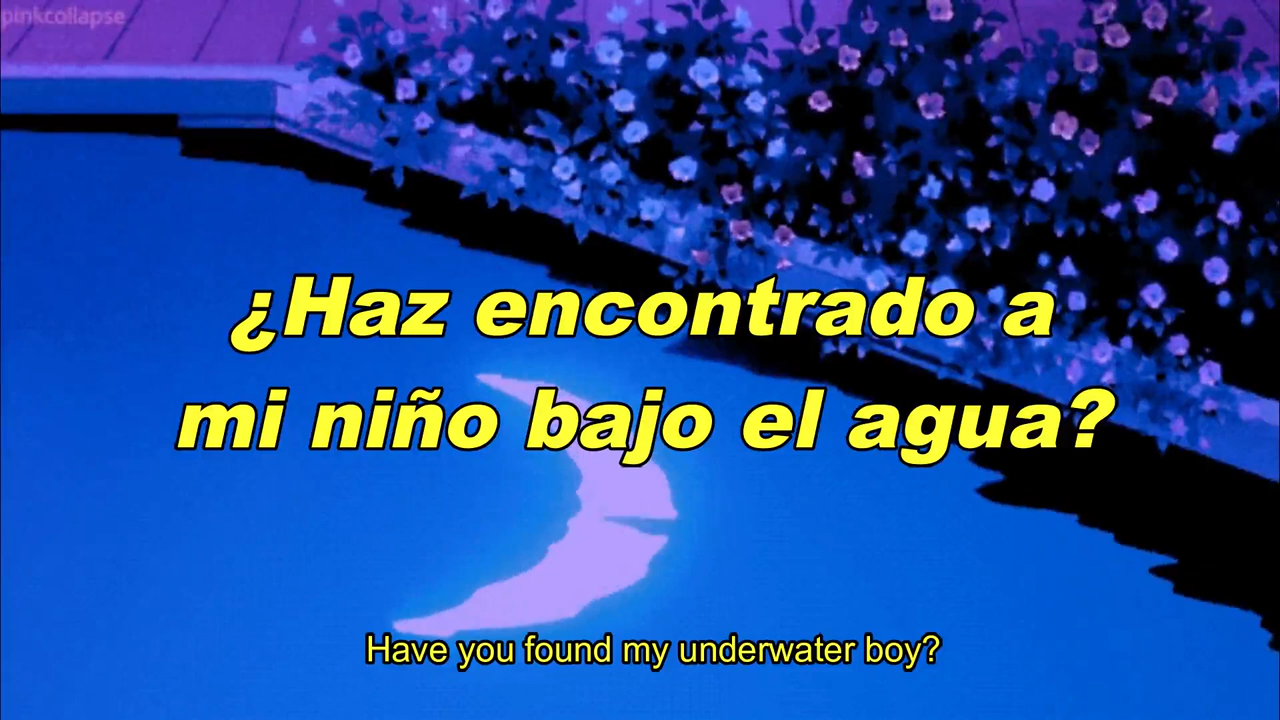 pinkcollapse
¿Haz encontrado a
mi niño bajo el agua?
Have you found my underwater boy?